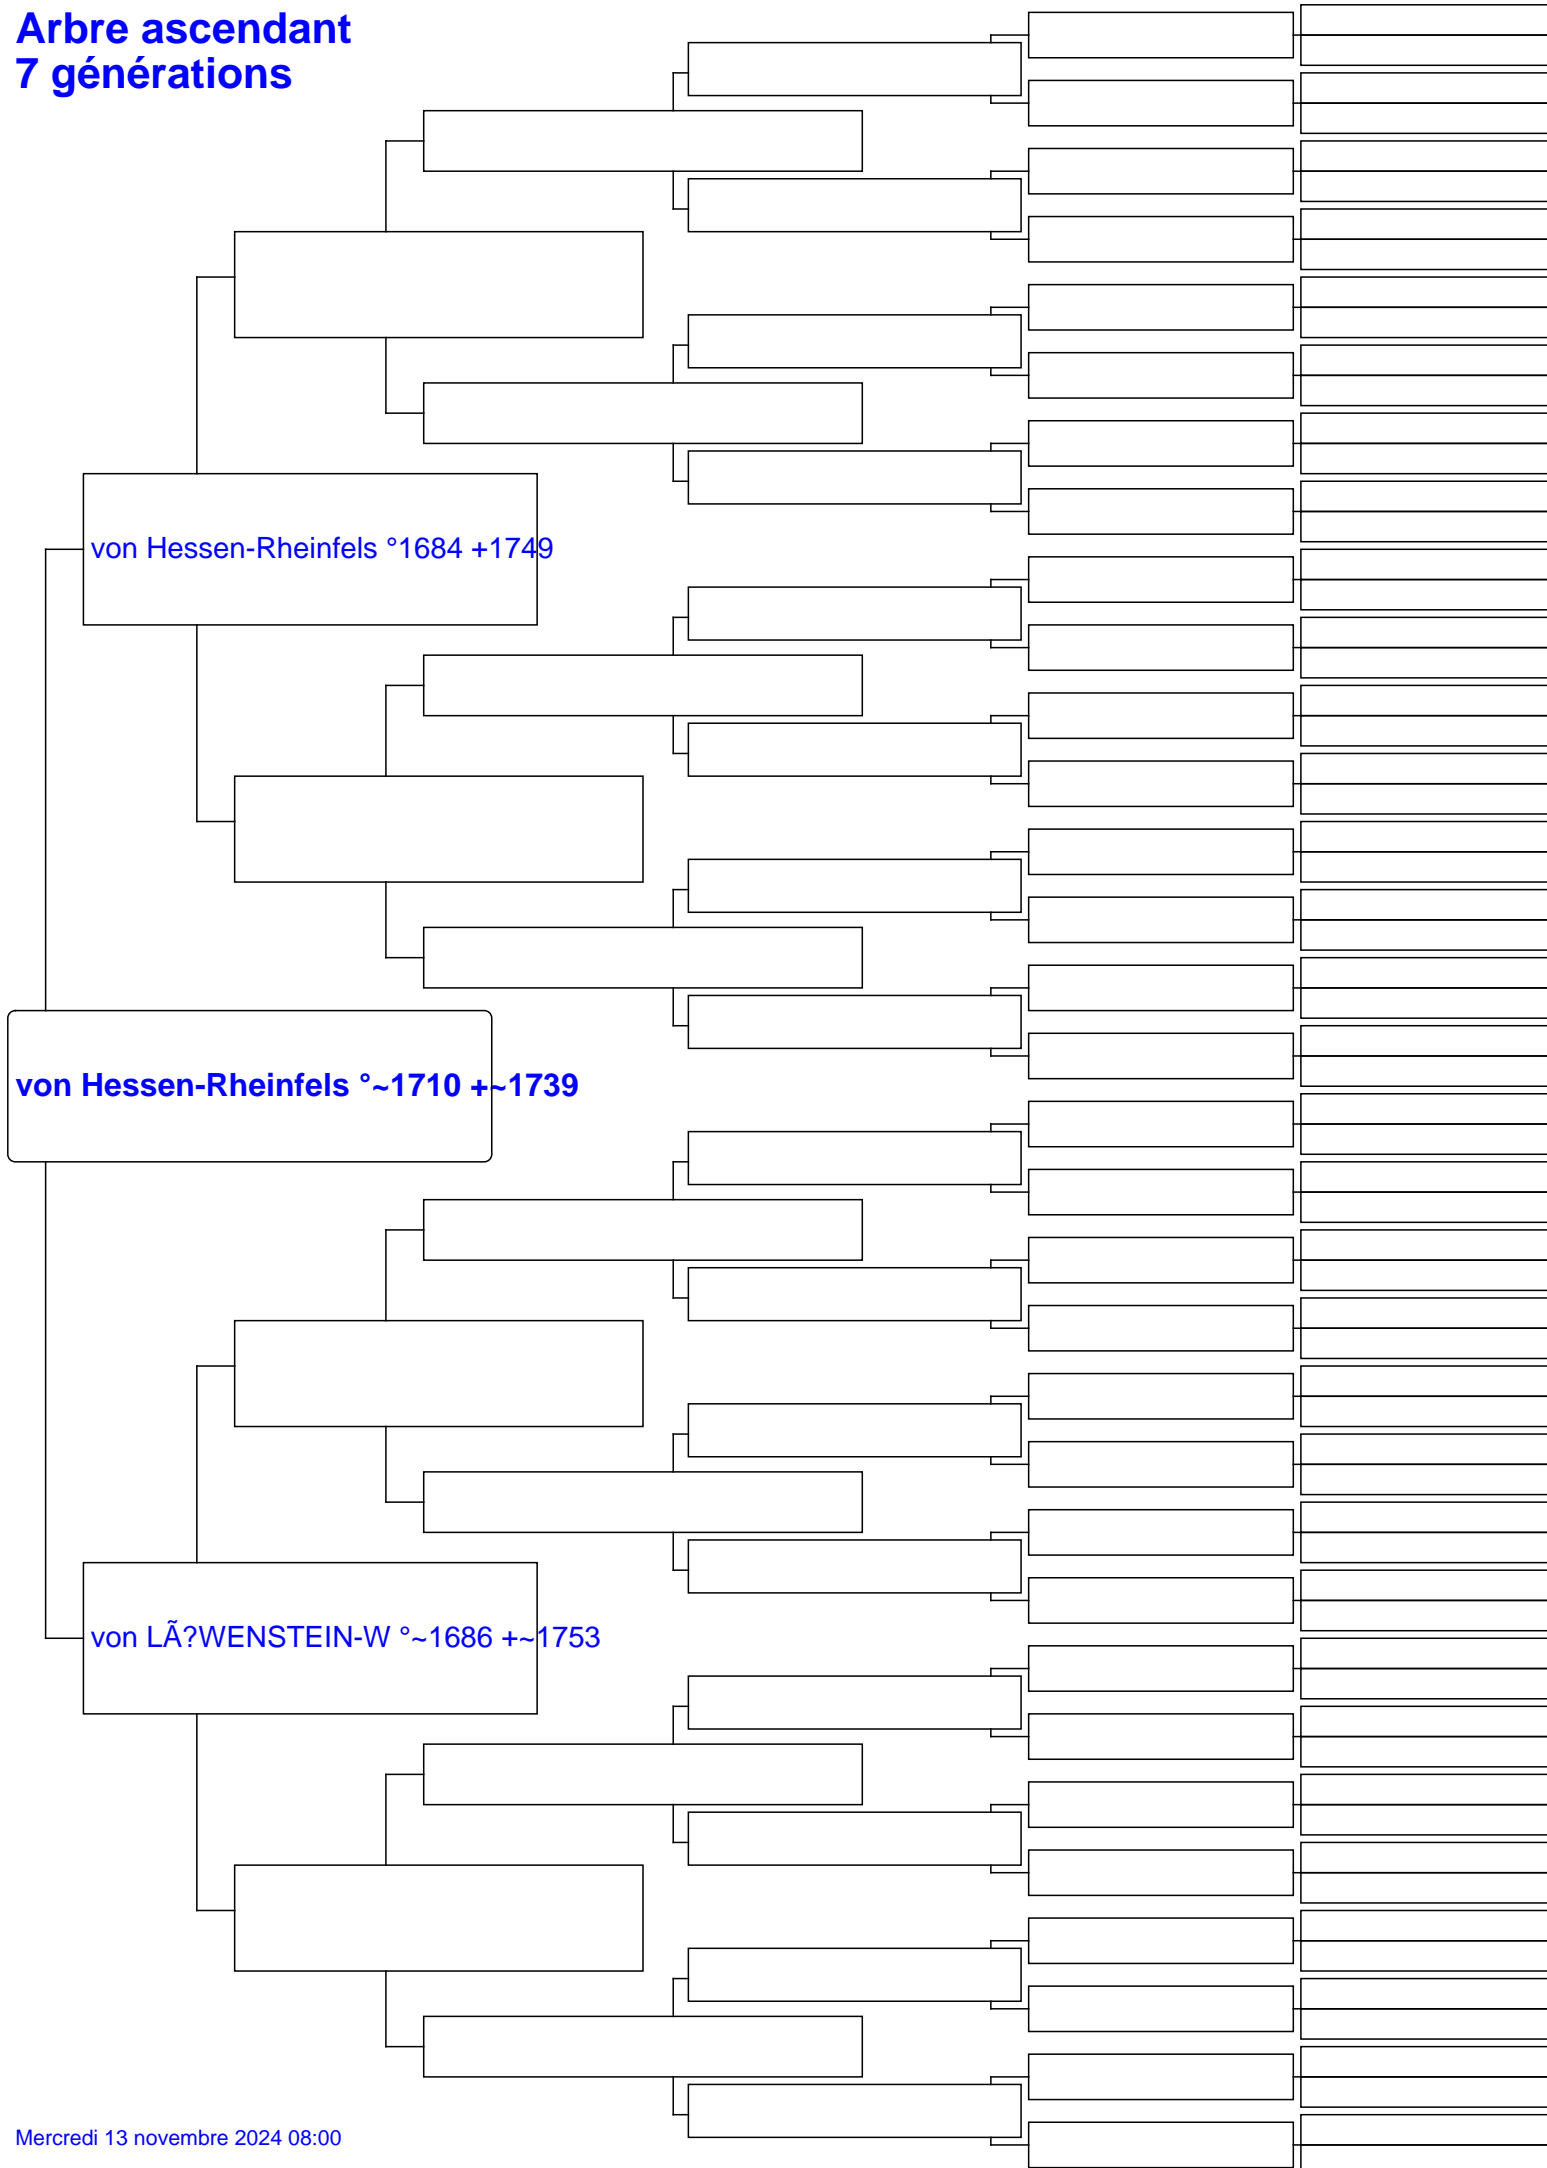 Arbre ascendant
7 générations
von Hessen-Rheinfels °1684 +1749
von Hessen-Rheinfels °~1710 +~1739
von LÃ?WENSTEIN-W °~1686 +~1753
Mercredi 13 novembre 2024 08:00